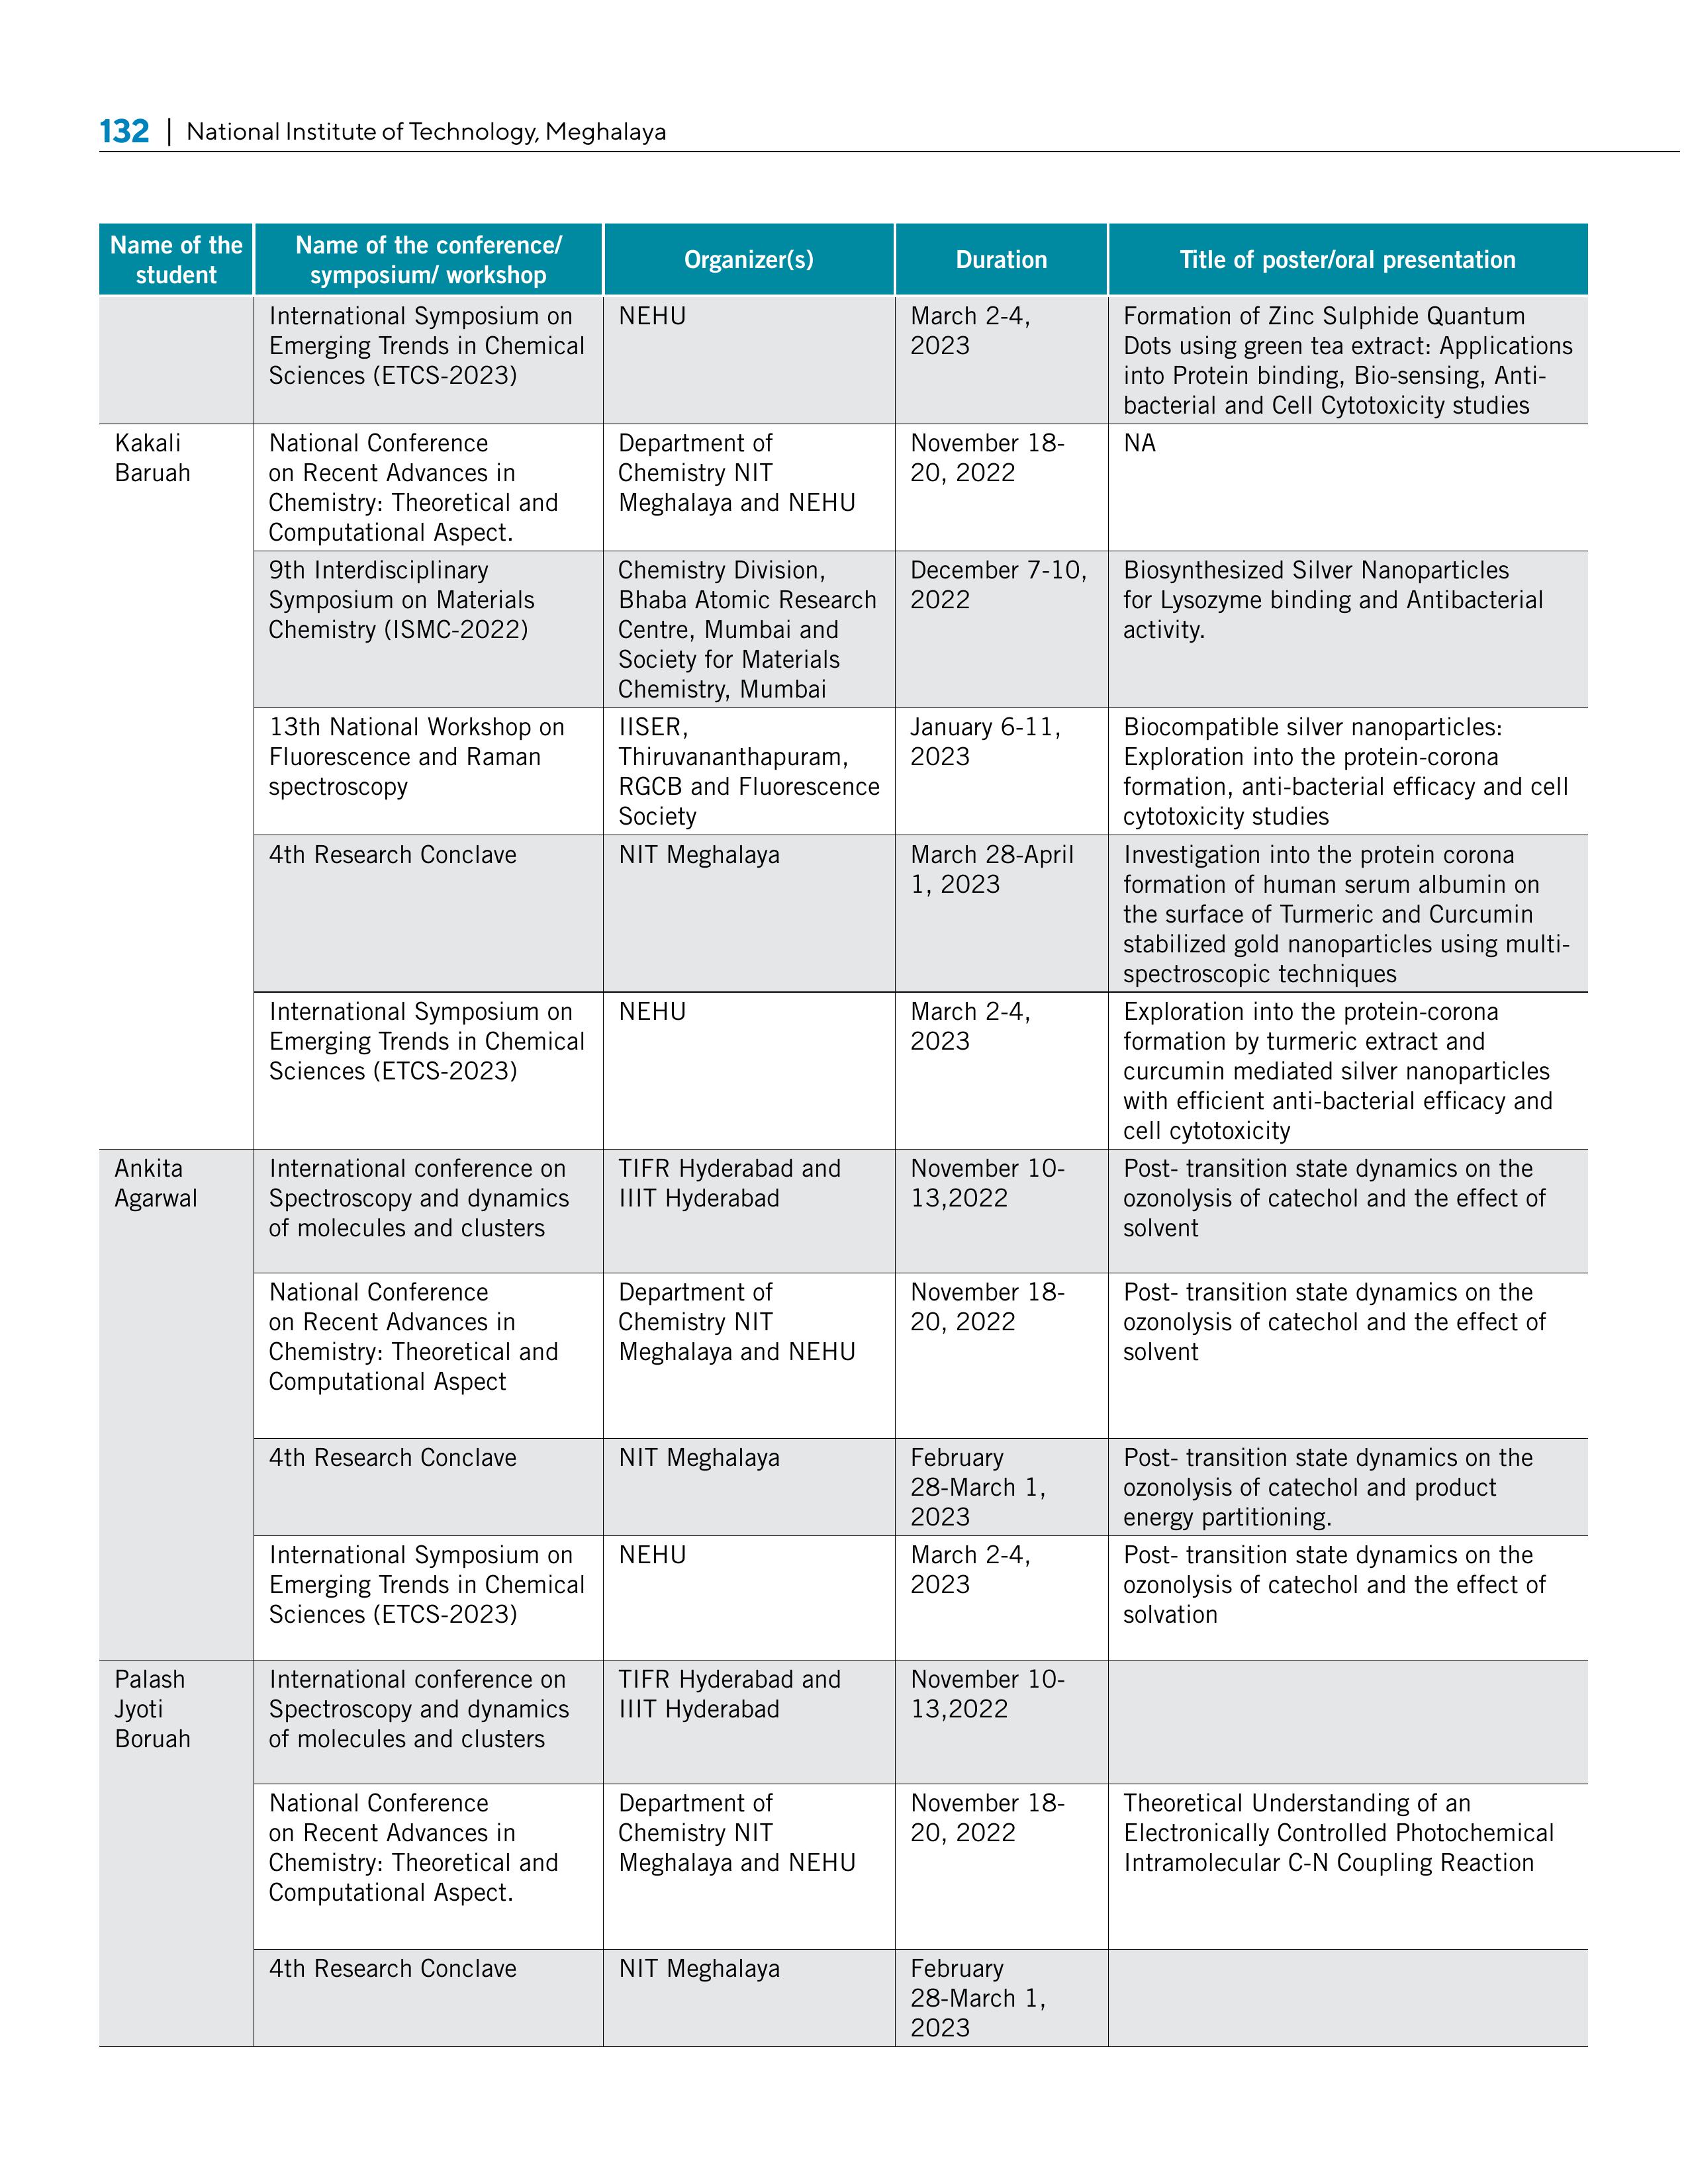 132 | National Institute of Technology, Meghalaya
Name of the
student
Name of the conference/
symposium/ workshop
Organizer(s)
Duration
Title of poster/oral presentation
International Symposium on
Emerging Trends in Chemical
Sciences (ETCS-2023)
NEHU
March 2-4,
2023
Formation of Zinc Sulphide Quantum
Dots using green tea extract: Applications
into Protein binding, Bio-sensing, Anti-
bacterial and Cell Cytotoxicity studies
Kakali
Baruah
National Conference
on Recent Advances in
Chemistry: Theoretical and
Computational Aspect.
Department of
Chemistry NIT
Meghalaya and NEHU
November 18-
20, 2022
NA
9th Interdisciplinary
Symposium on Materials
Chemistry (ISMC-2022)
Chemistry Division,
Bhaba Atomic Research
Centre, Mumbai and
Society for Materials
Chemistry, Mumbai
December 7-10,
2022
Biosynthesized Silver Nanoparticles
for Lysozyme binding and Antibacterial
activity.
13th National Workshop on
Fluorescence and Raman
spectroscopy
IISER,
Thiruvananthapuram,
RGCB and Fluorescence
Society
January 6-11,
2023
Biocompatible silver nanoparticles:
Exploration into the protein-corona
formation, anti-bacterial efficacy and cell
cytotoxicity studies
4th Research Conclave
NIT Meghalaya
March 28-April
1, 2023
Investigation into the protein corona
formation of human serum albumin on
the surface of Turmeric and Curcumin
stabilized gold nanoparticles using multi-
spectroscopic techniques
International Symposium on
Emerging Trends in Chemical
Sciences (ETCS-2023)
NEHU
March 2-4,
2023
Exploration into the protein-corona
formation by turmeric extract and
curcumin mediated silver nanoparticles
with efficient anti-bacterial efficacy and
cell cytotoxicity
Ankita
Agarwal
International conference on
Spectroscopy and dynamics
of molecules and clusters
TIFR Hyderabad and
IIIT Hyderabad
November 10-
13,2022
Post- transition state dynamics on the
ozonolysis of catechol and the effect of
solvent
National Conference
on Recent Advances in
Chemistry: Theoretical and
Computational Aspect
Department of
Chemistry NIT
Meghalaya and NEHU
November 18-
20, 2022
Post- transition state dynamics on the
ozonolysis of catechol and the effect of
solvent
4th Research Conclave
NIT Meghalaya
February
28-March 1,
2023
Post- transition state dynamics on the
ozonolysis of catechol and product
energy partitioning.
International Symposium on
Emerging Trends in Chemical
Sciences (ETCS-2023)
NEHU
March 2-4,
2023
Post- transition state dynamics on the
ozonolysis of catechol and the effect of
solvation
Palash
Jyoti
Boruah
International conference on
Spectroscopy and dynamics
of molecules and clusters
TIFR Hyderabad and
IIIT Hyderabad
November 10-
13,2022
National Conference
on Recent Advances in
Chemistry: Theoretical and
Computational Aspect.
Department of
Chemistry NIT
Meghalaya and NEHU
November 18-
20, 2022
Theoretical Understanding of an
Electronically Controlled Photochemical
Intramolecular C-N Coupling Reaction
4th Research Conclave
NIT Meghalaya
February
28-March 1,
2023